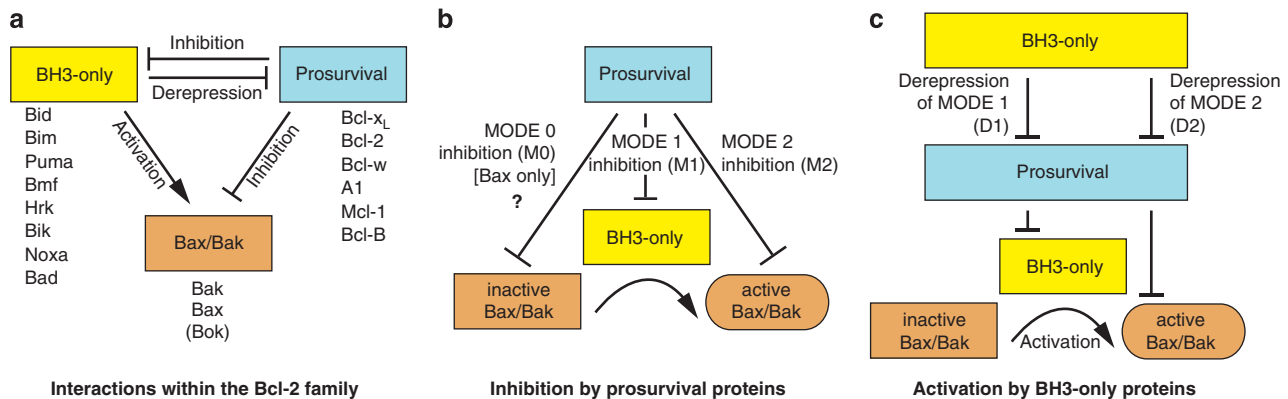 a
Inhibition
BH3-only
Prosurvival
Derepression
Bid
Bim
Puma
Bmf
Hrk
Bik
Noxa
Bad
Activation
Inhibition
Bcl-xL
Bcl-2
Bcl-w
A1
Mcl-1
Bcl-B
Bax/Bak
Bak
Bax
(Bok)
Interactions within the Bcl-2 family
b
Prosurvival
MODE 0
inhibition (M0)
[Bax only]
?
MODE 1
inhibition (M1)
MODE 2
inhibition (M2)
BH3-only
inactive
Bax/Bak
active
Bax/Bak
Inhibition by prosurvival proteins
c
BH3-only
Derepression
of MODE 1
(D1)
Derepression
of MODE 2
(D2)
Prosurvival
BH3-only
inactive
Bax/Bak
Activation
active
Bax/Bak
Activation by BH3-only proteins